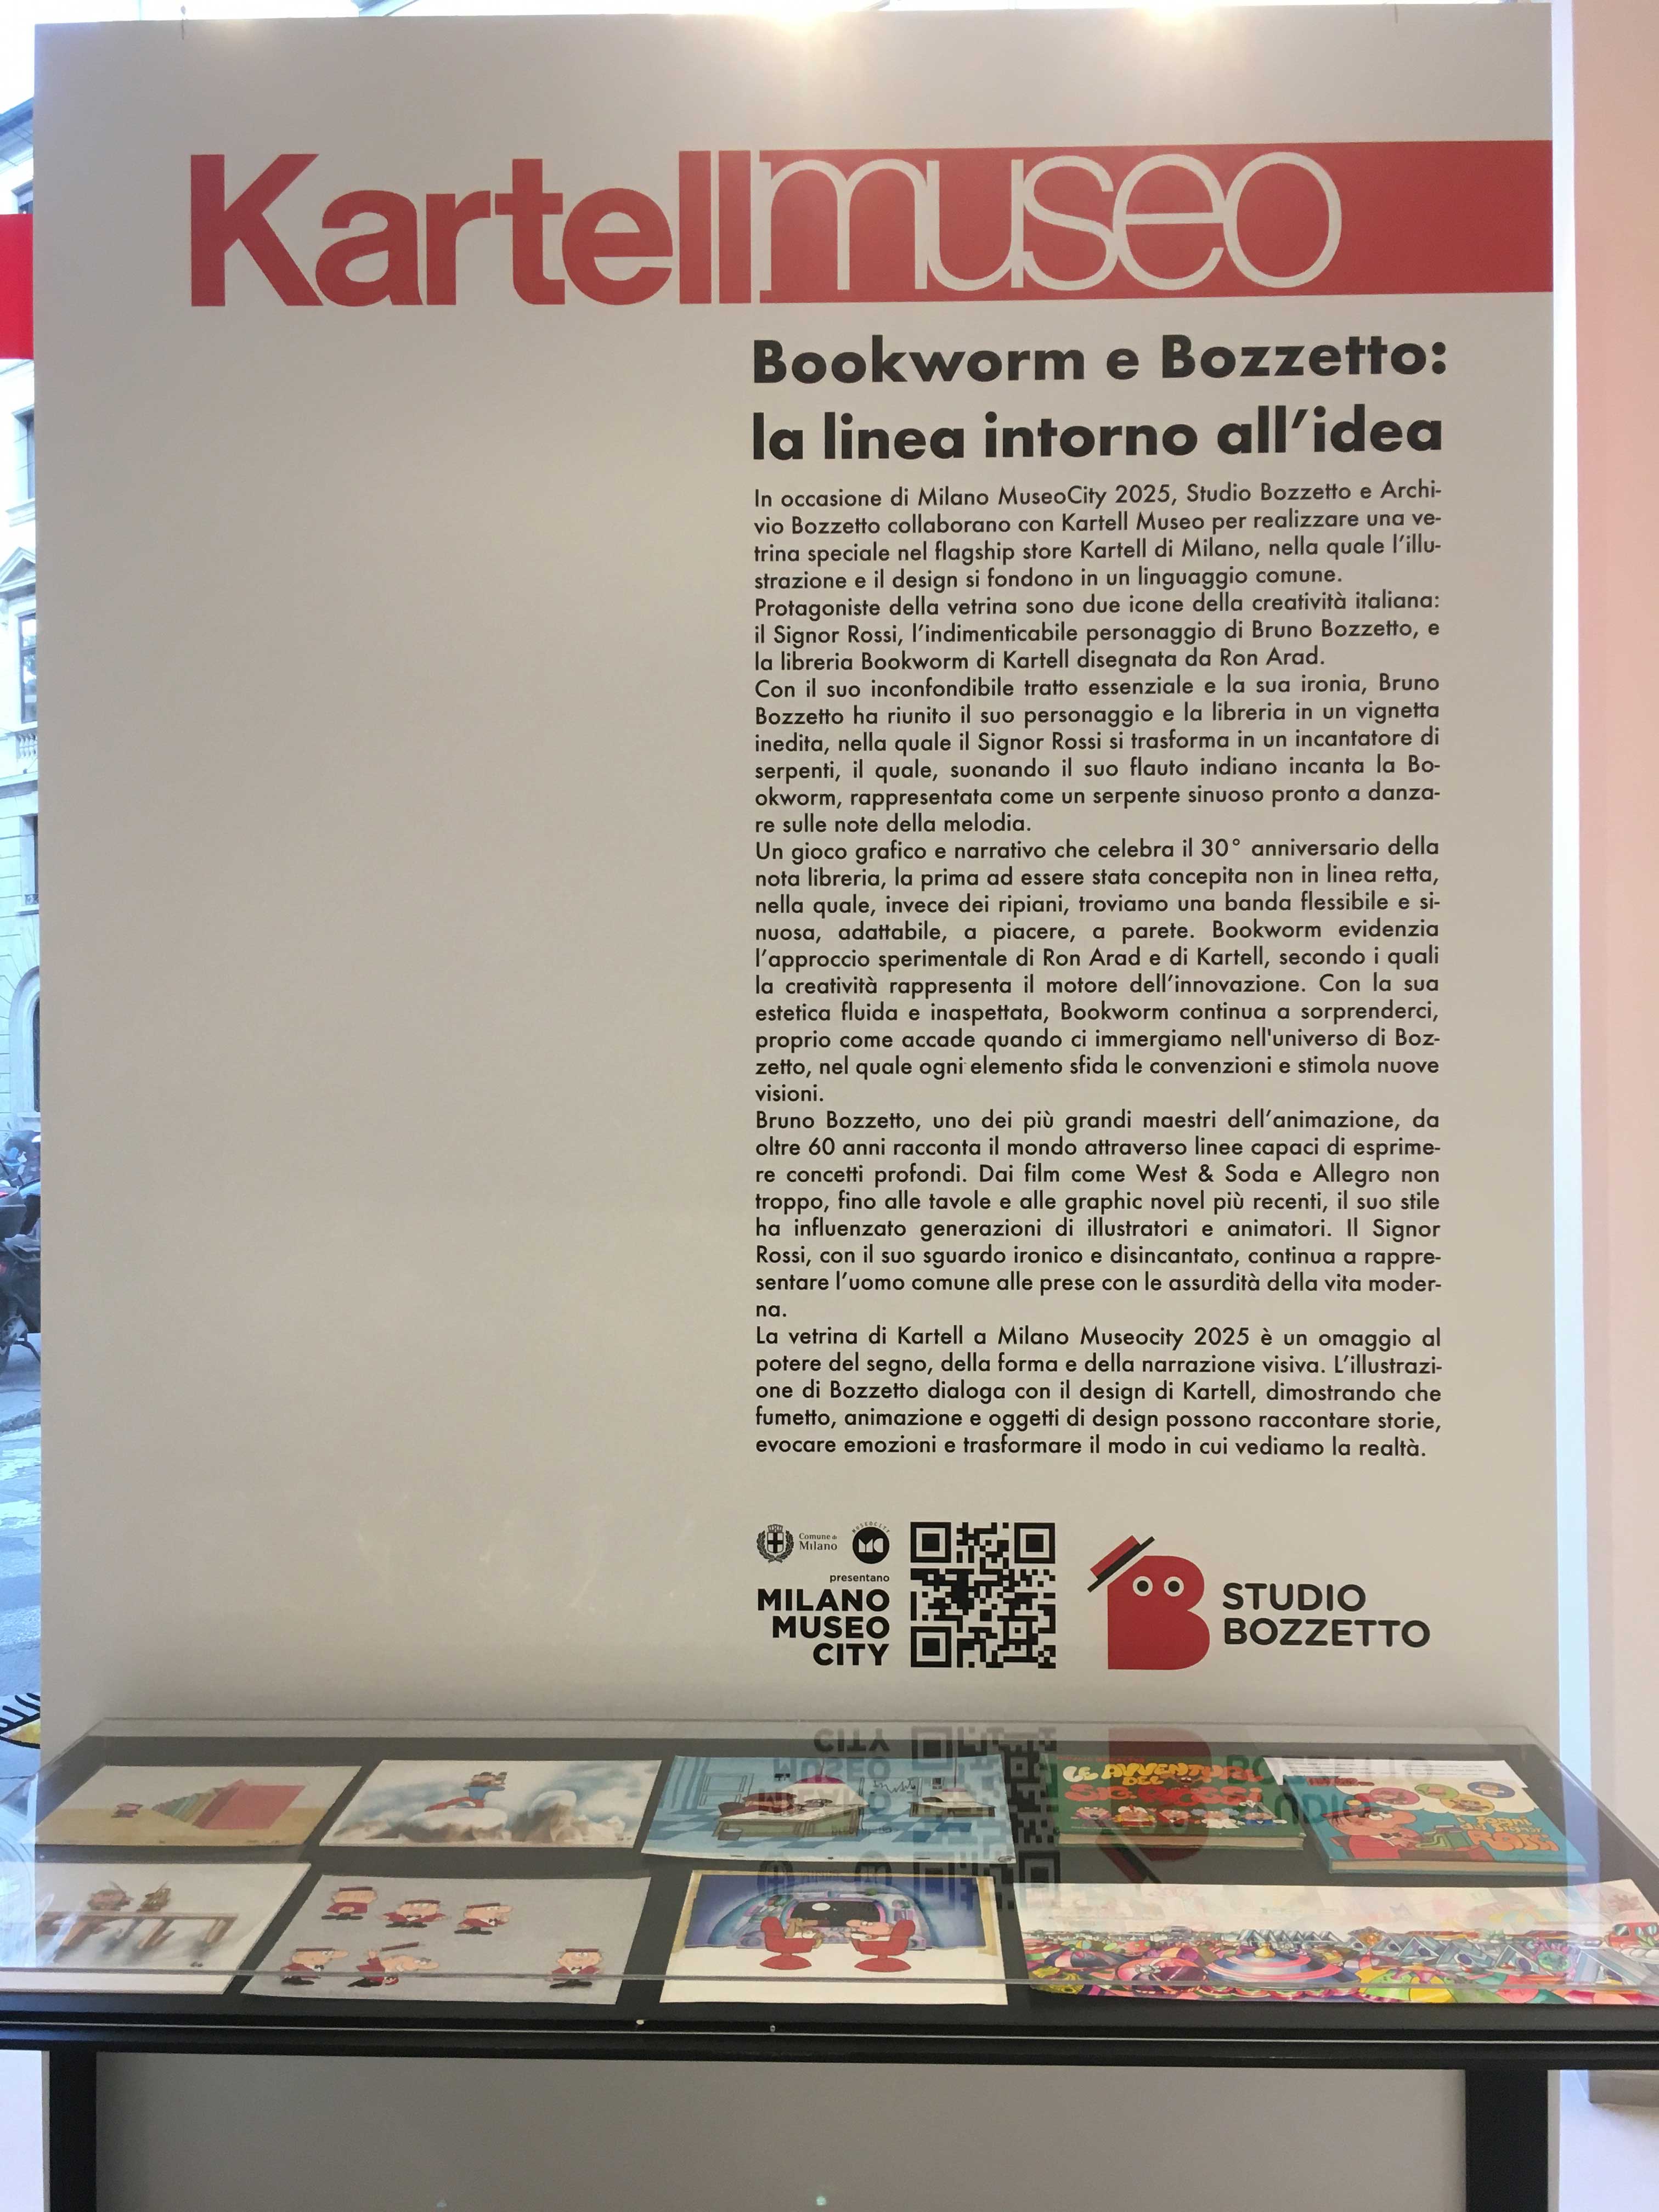 Kartellmuseo
Bookworm e Bozzetto:
la linea intorno all’idea
In occasione di Milano MuseoCity 2025, Studio Bozzetto e Archi-
vio Bozzetto collaborano con Kartell Museo per realizzare una ve-
trina speciale nel flagship store Kartell di Milano, nella quale l’illu-
strazione e il design si fondono in un linguaggio comune.
Protagoniste della vetrina sono due icone della creatività italiana:
il Signor Rossi, l’indimenticabile personaggio di Bruno Bozzetto, e
la libreria Bookworm di Kartell disegnata da Ron Arad.
Con il suo inconfondibile tratto essenziale e la sua ironia, Bruno
Bozzetto ha riunito il suo personaggio e la libreria in un vignetta
inedita, nella quale il Signor Rossi si trasforma in un incantatore di
serpenti, il quale, suonando il suo flauto indiano incanta la Bo-
okworm, rappresentata come un serpente sinuoso pronto a danza-
re sulle note della melodia.
Un gioco grafico e narrativo che celebra il 30° anniversario della
nota libreria, la prima ad essere stata concepita non in linea retta,
nella quale, invece dei ripiani, troviamo una banda flessibile e si-
nuosa, adattabile, a piacere, a parete. Bookworm evidenzia
l’approccio sperimentale di Ron Arad e di Kartell, secondo i quali
la creatività rappresenta il motore dell’innovazione. Con la sua
estetica fluida e inaspettata, Bookworm continua a sorprenderci,
proprio come accade quando ci immergiamo nell'universo di Boz-
zetto, nel quale ogni elemento sfida le convenzioni e stimola nuove
visioni.
Bruno Bozzetto, uno dei più grandi maestri dell’animazione, da
oltre 60 anni racconta il mondo attraverso linee capaci di esprime-
re concetti profondi. Dai film come West & Soda e Allegro non
troppo, fino alle tavole e alle graphic novel più recenti, il suo stile
ha influenzato generazioni di illustratori e animatori. Il Signor
Rossi, con il suo sguardo ironico e disincantato, continua a rappre-
sentare l’uomo comune alle prese con le assurdità della vita moder-
na.
La vetrina di Kartell a Milano Museocity 2025 è un omaggio al
potere del segno, della forma e della narrazione visiva. L’illustrazi-
one di Bozzetto dialoga con il design di Kartell, dimostrando che
fumetto, animazione e oggetti di design possono raccontare storie,
evocare emozioni e trasformare il modo in cui vediamo la realtà.
Comune di
Milano
MUSEOCITY
presentano
MILANO
MUSEO
CITY
STUDIO
BOZZETTO
LE AVVENTURE
DEL
SIG. ROSSI
SIGNOR
ROSSI